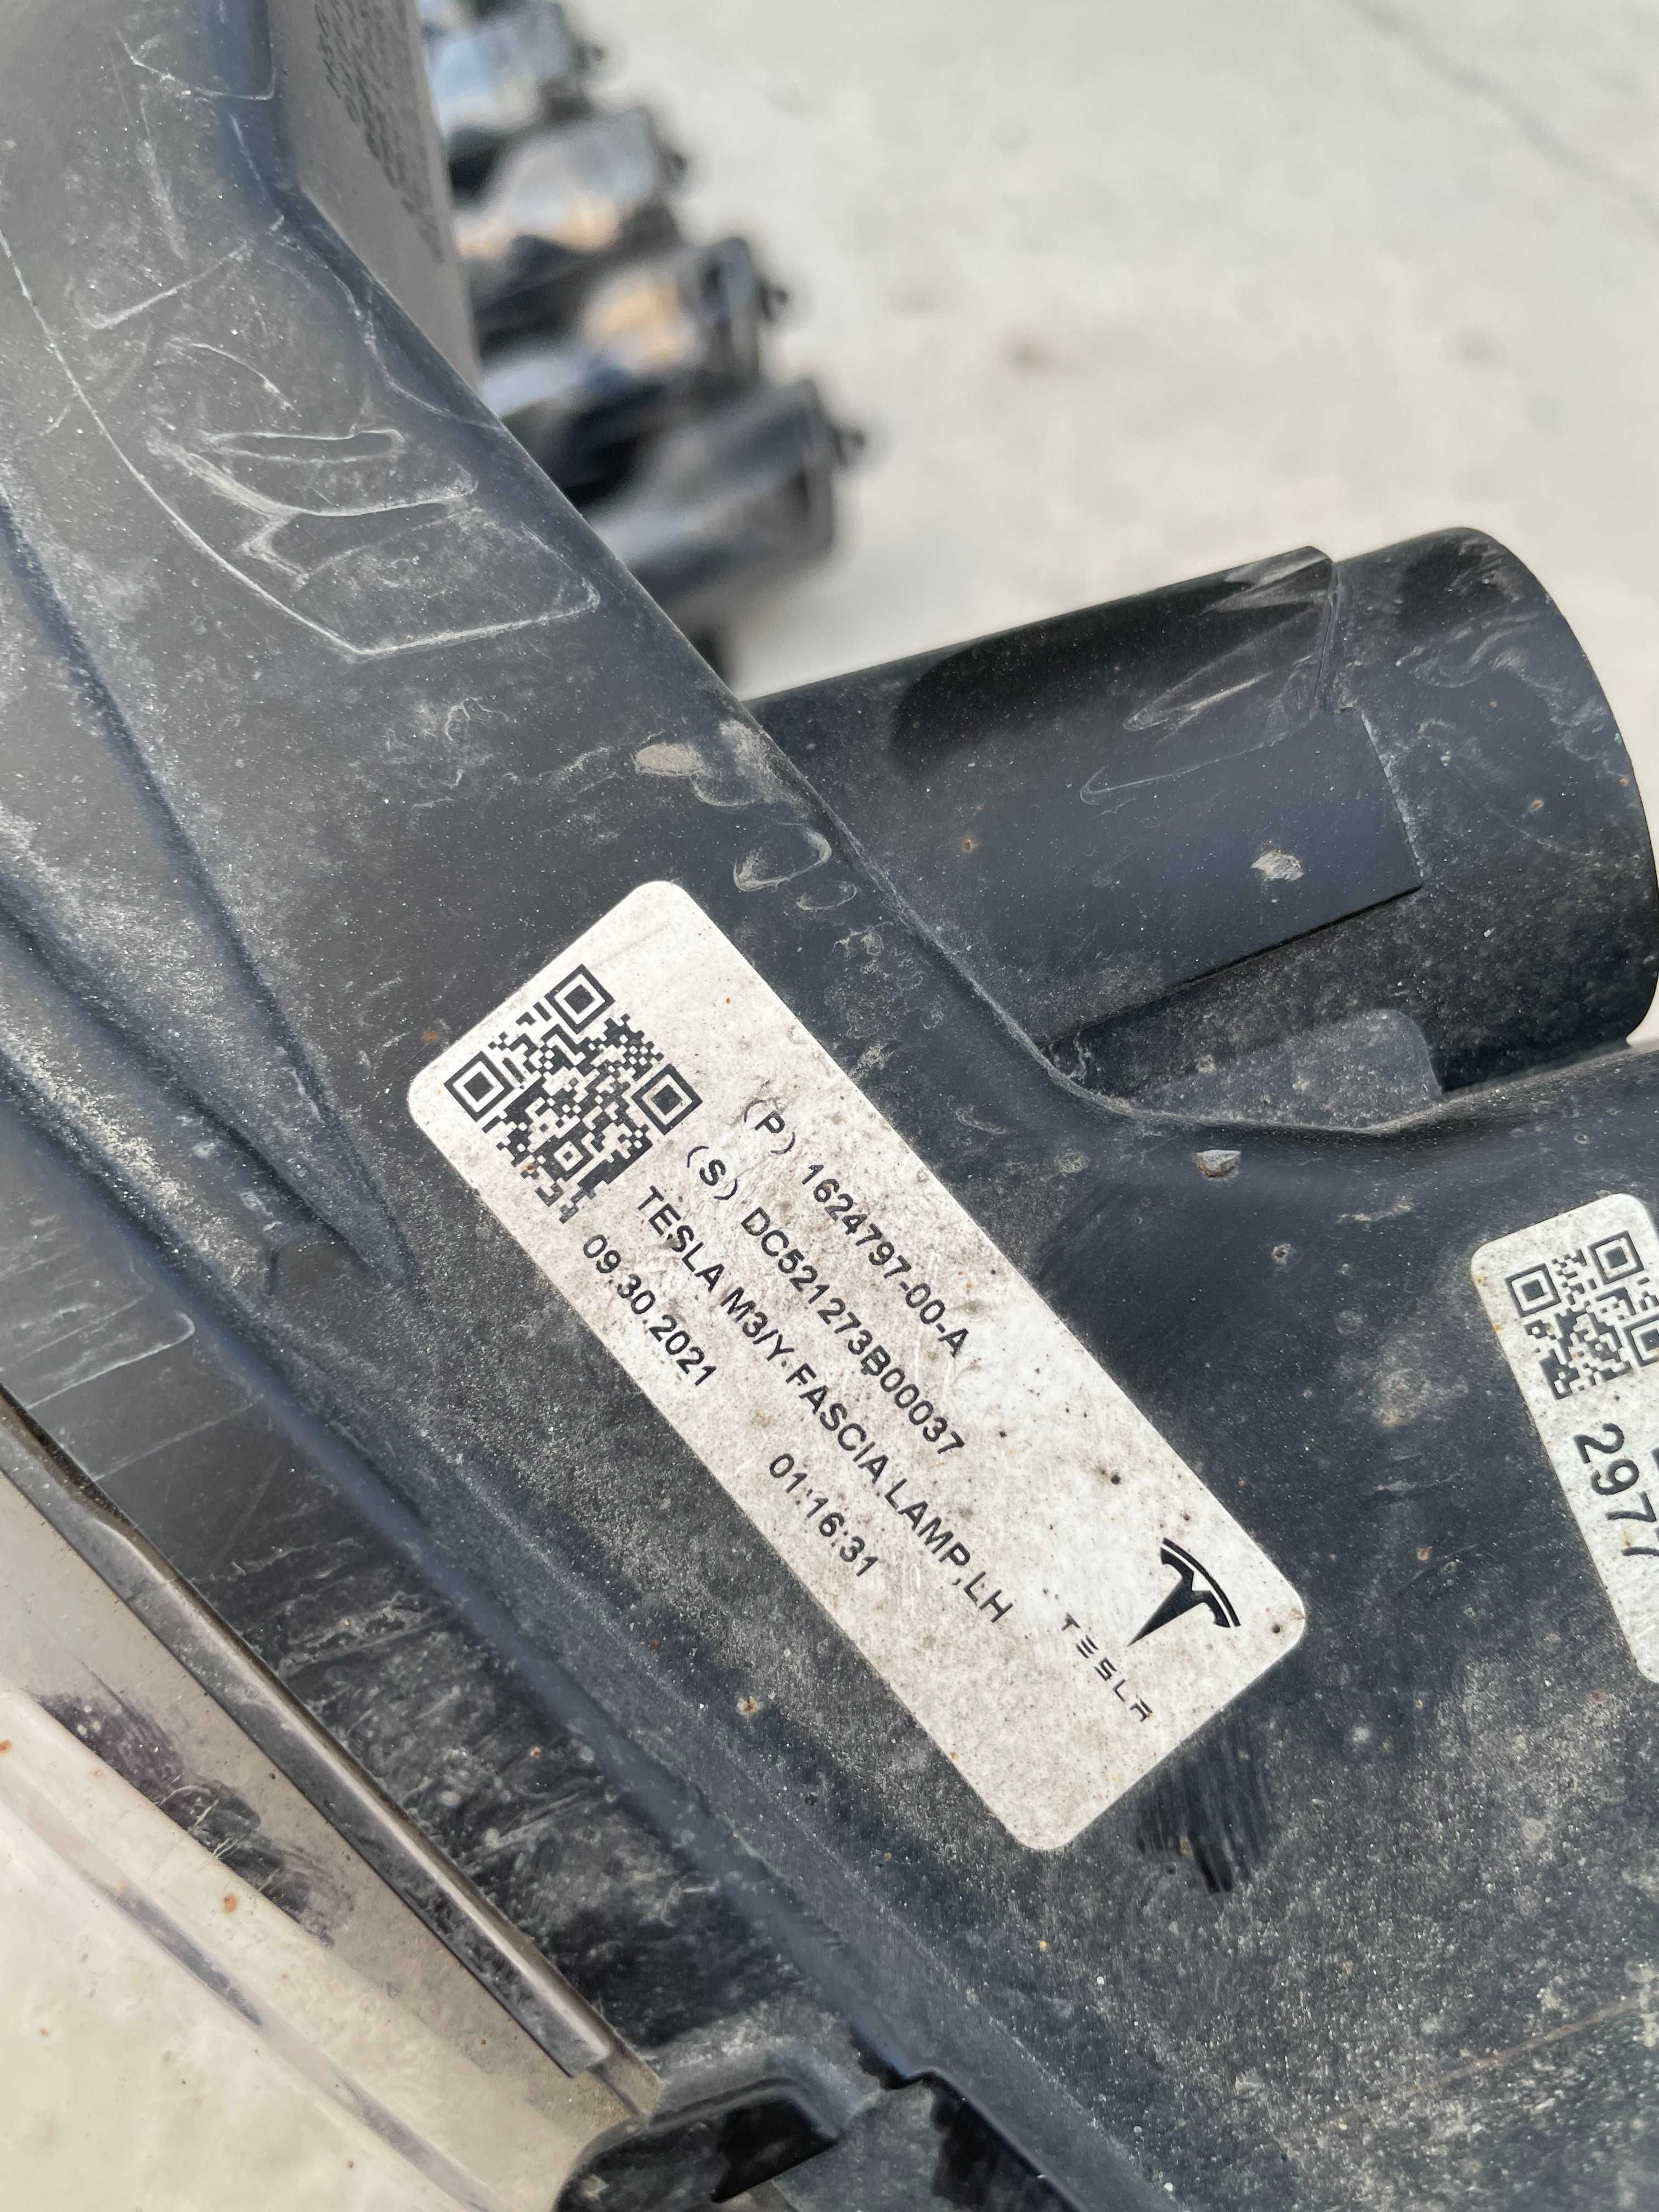 (P) 1624797-00-A
(S) DC521273B00037
TESLA M3/Y FASCIA LAMP,LH
09.30.2021 01:16:31
TESLA